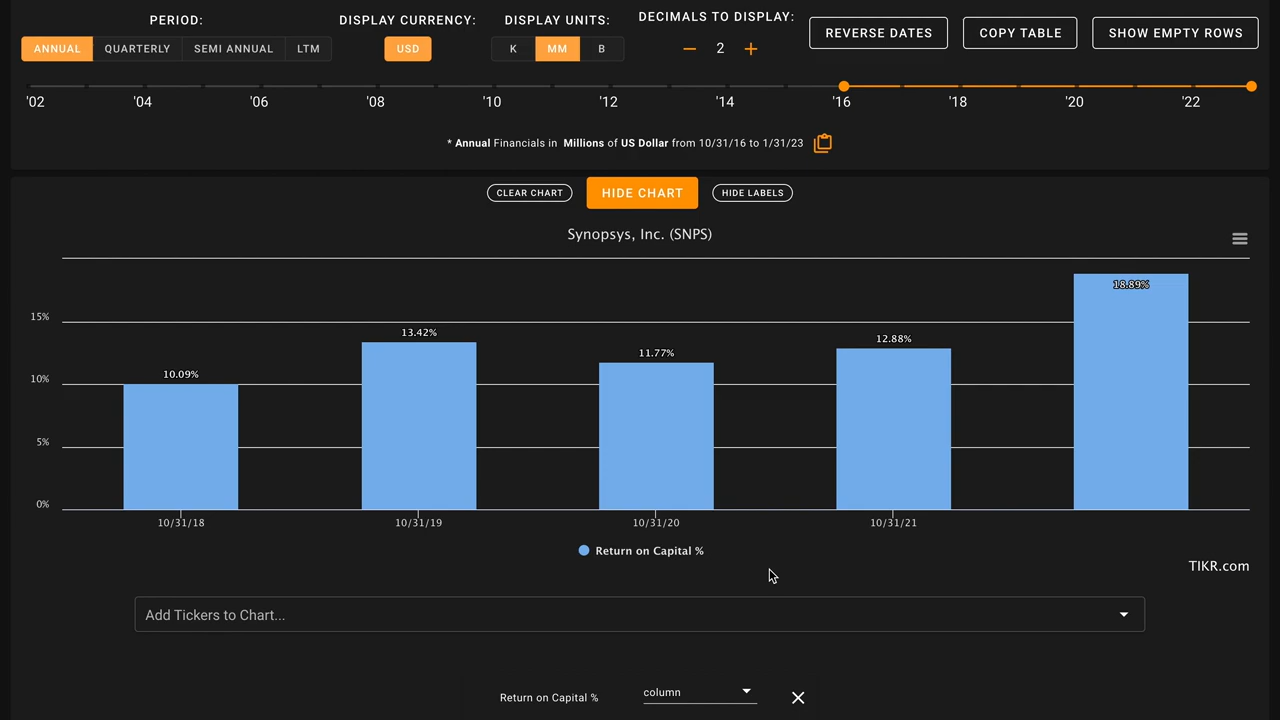 PERIOD:
DISPLAY CURRENCY:
DISPLAY UNITS:
DECIMALS TO DISPLAY:
ANNUAL
QUARTERLY
SEMI ANNUAL
LTM
USD
K
MM
B
2
REVERSE DATES
COPY TABLE
SHOW EMPTY ROWS
'02
'04
'06
'08
'10
'12
'14
'16
'18
'20
'22
* Annual Financials in Millions of US Dollar from 10/31/16 to 1/31/23
CLEAR CHART
HIDE CHART
HIDE LABELS
Synopsys, Inc. (SNPS)
15%
10%
5%
0%
10.09%
13.42%
11.77%
12.88%
18.89%
10/31/18
10/31/19
10/31/20
10/31/21
Return on Capital %
TIKR.com
Add Tickers to Chart...
Return on Capital %
column